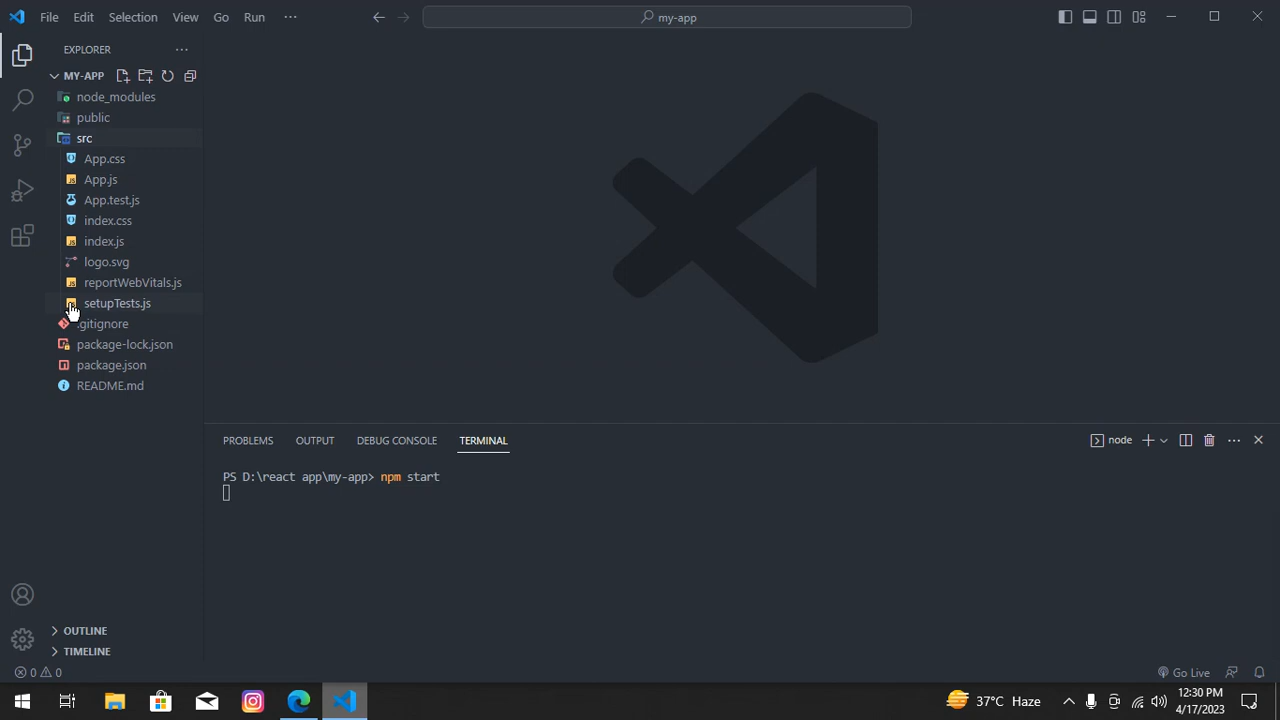 File Edit Selection View Go Run ···
my-app
EXPLORER ···
MY-APP
node_modules
public
src
App.css
App.js
App.test.js
index.css
index.js
logo.svg
reportWebVitals.js
setupTests.js
.gitignore
package-lock.json
package.json
README.md
PROBLEMS OUTPUT DEBUG CONSOLE TERMINAL
node
PS D:\react app\my-app> npm start
OUTLINE
TIMELINE
0 0
Go Live
37°C Haze
12:30 PM
4/17/2023